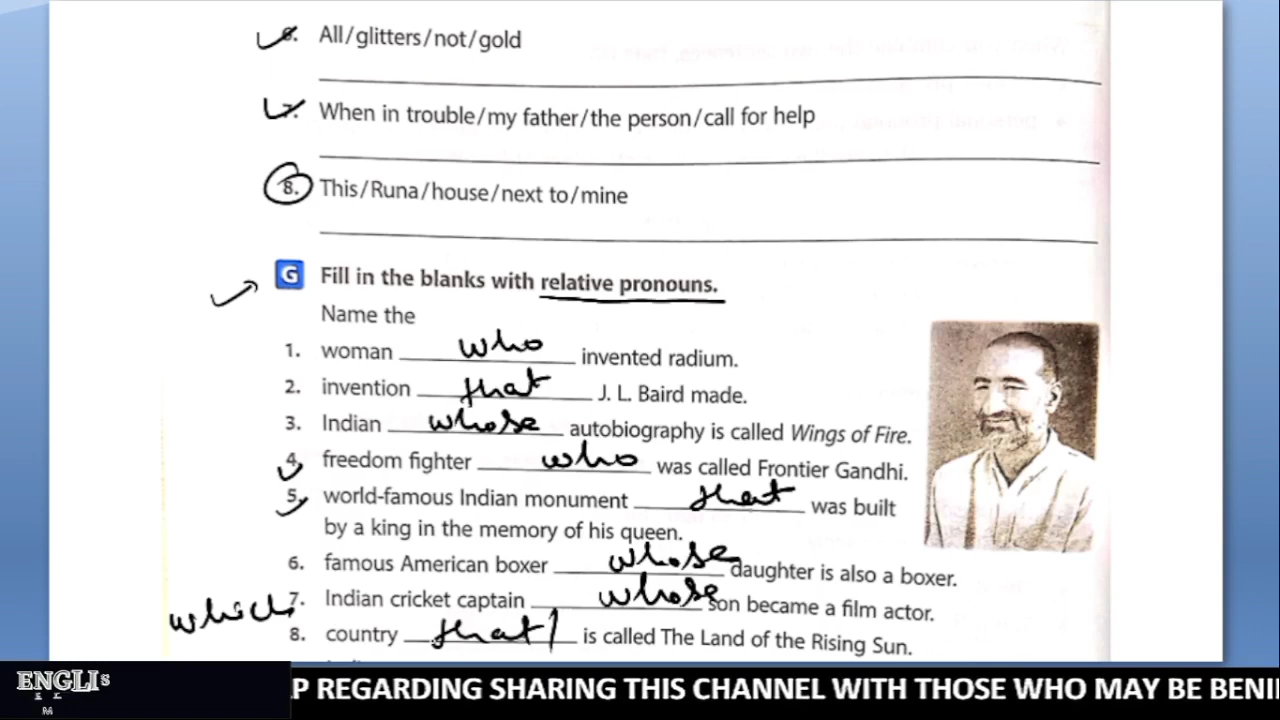 6. All/glitters/not/gold
7. When in trouble/my father/the person/call for help
8. This/Runa/house/next to/mine
G Fill in the blanks with relative pronouns.
Name the
1. woman who invented radium.
2. invention that J. L. Baird made.
3. Indian whose autobiography is called Wings of Fire.
4. freedom fighter who was called Frontier Gandhi.
5. world-famous Indian monument that was built
by a king in the memory of his queen.
6. famous American boxer whose daughter is also a boxer.
7. Indian cricket captain whose son became a film actor.
which
8. country that/ is called The Land of the Rising Sun.
ENGLIS
P REGARDING SHARING THIS CHANNEL WITH THOSE WHO MAY BE BENI